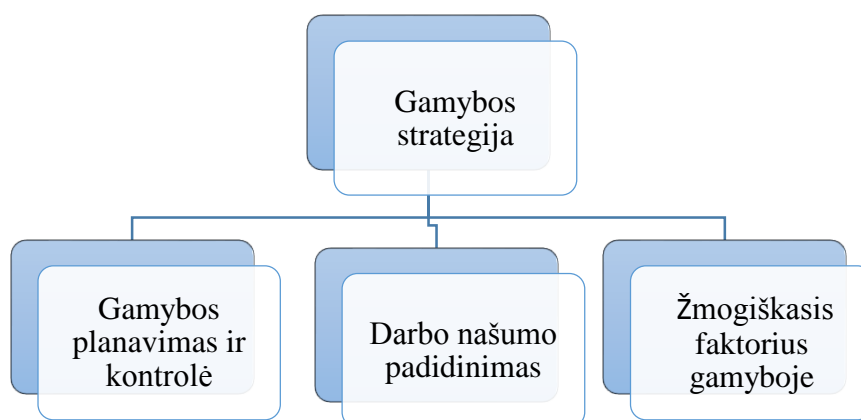 Gamybos
strategija
Gamybos
planavimas ir
kontrolė
Darbo našumo
padidinimas
Žmogiškasis
faktorius
gamyboje